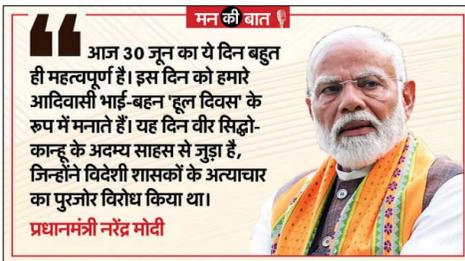 मन की बात
आज 30 जून का ये दिन बहुत
ही महत्वपूर्ण है। इस दिन को हमारे
आदिवासी भाई-बहन 'हूल दिवस' के
रूप में मनाते हैं। यह दिन वीर सिद्धो-
कान्हू के अदम्य साहस से जुड़ा है,
जिन्होंने विदेशी शासकों के अत्याचार
का पुरजोर विरोध किया था।
प्रधानमंत्री नरेंद्र मोदी